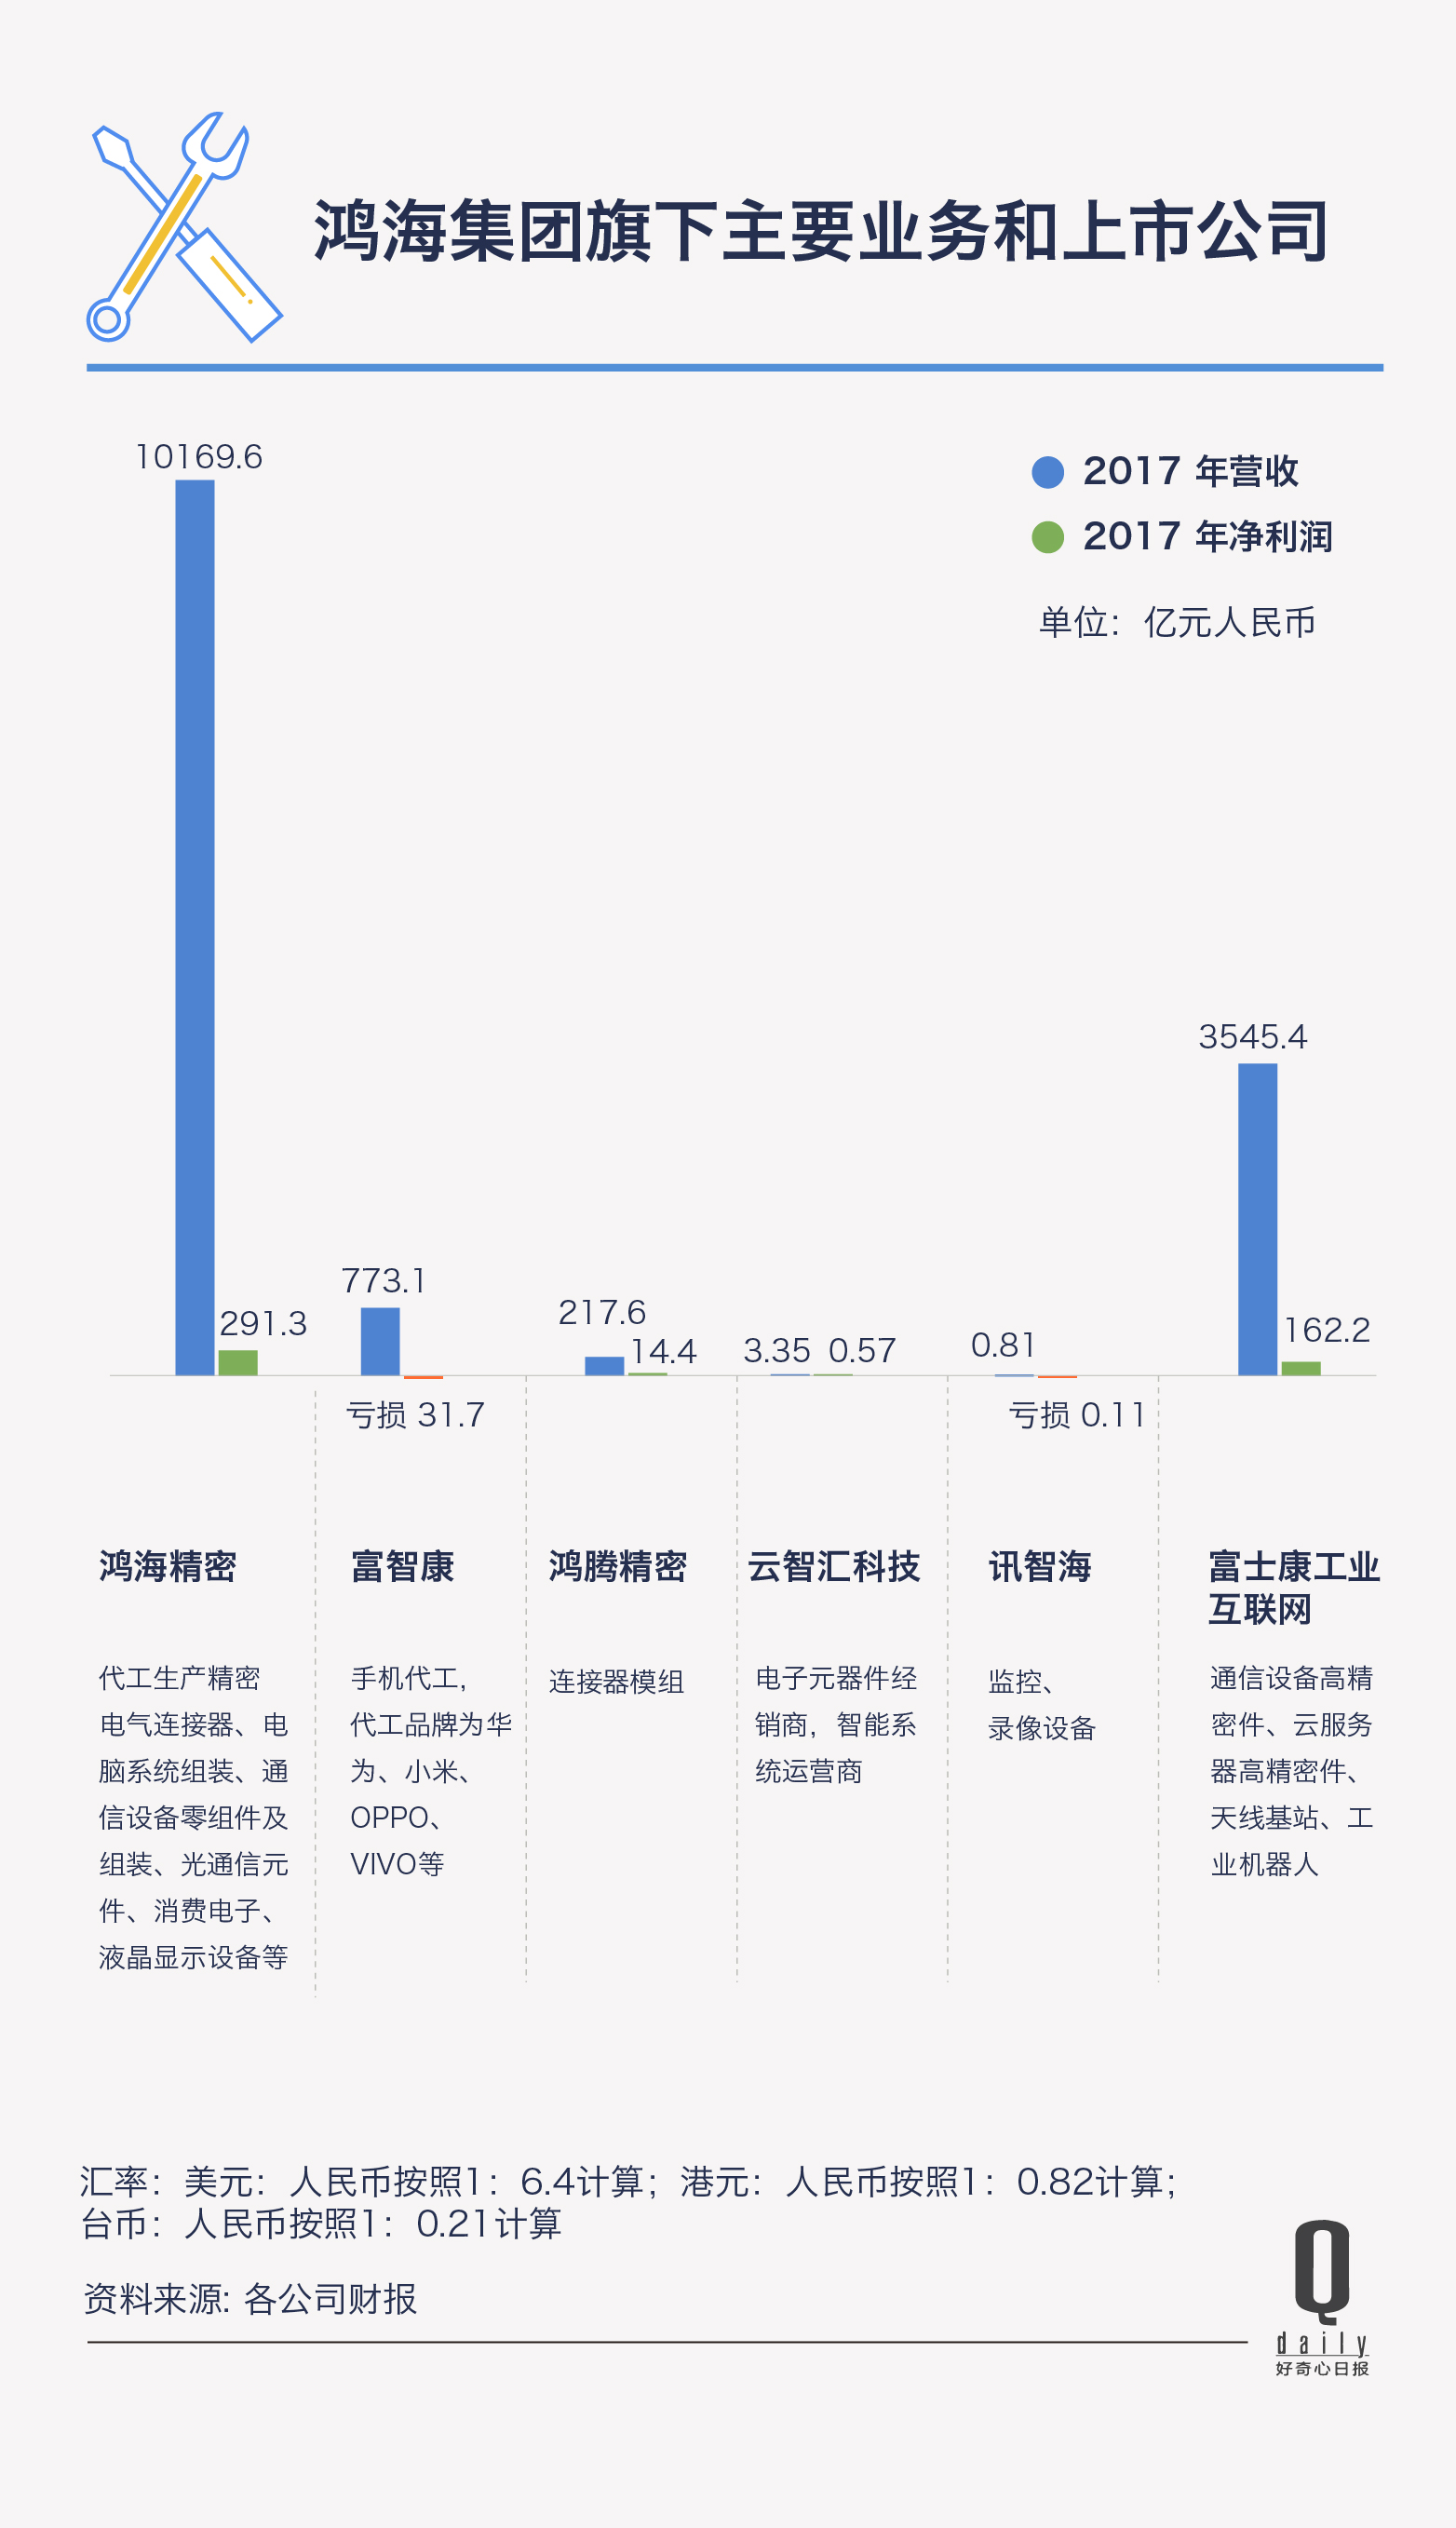 鸿海集团旗下主要业务和上市公司
2017 年营收
2017 年净利润
单位：亿元人民币
10169.6
291.3
773.1
亏损 31.7
217.6
14.4
3.35
0.57
0.81
亏损 0.11
3545.4
162.2
鸿海精密
代工生产精密
电气连接器、电
脑系统组装、通
信设备零组件及
组装、光通信元
件、消费电子、
液晶显示设备等
富智康
手机代工，
代工品牌为华
为、小米、
OPPO、
VIVO等
鸿腾精密
连接器模组
云智汇科技
电子元器件经
销商，智能系
统运营商
讯智海
监控、
录像设备
富士康工业
互联网
通信设备高精
密件、云服务
器高精密件、
天线基站、工
业机器人
汇率：美元：人民币按照1：6.4计算；港元：人民币按照1：0.82计算；
台币：人民币按照1：0.21计算
资料来源: 各公司财报
Q
daily
好奇心日报